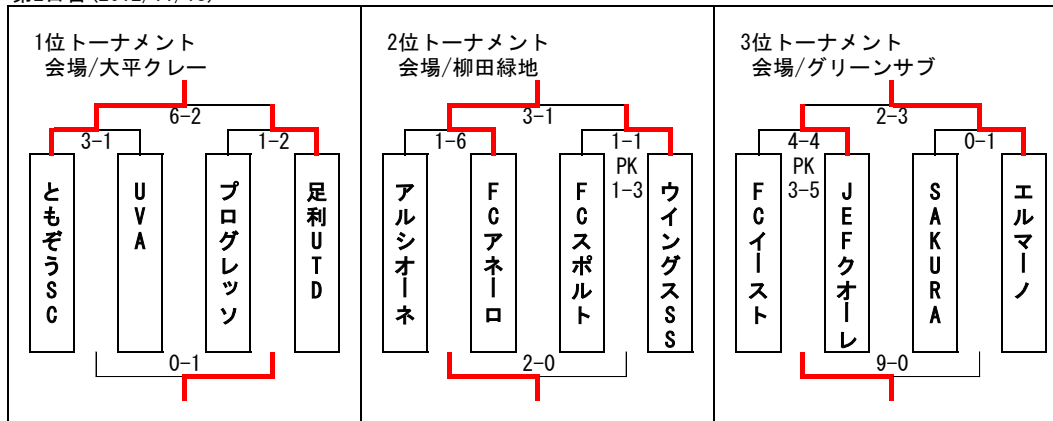 1位トーナメント
会場/大平クレー
6-2
3-1
1-2
ともぞうSC
UVA
プログレッソ
足利UTD
0-1
2位トーナメント
会場/柳田緑地
3-1
1-6
1-1
PK
1-3
アルシオーネ
FCアネーロ
FCスポルト
ウイングスSS
2-0
3位トーナメント
会場/グリーンサブ
2-3
4-4
0-1
PK
3-5
FCイースト
JEFクオーレ
SAKURA
エルマーノ
9-0